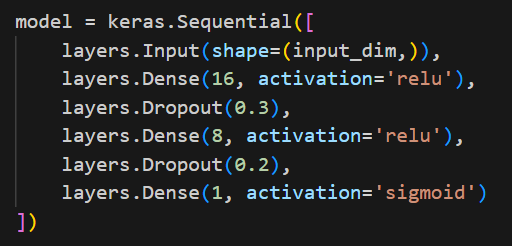 model = keras.Sequential([
    layers.Input(shape=(input_dim,)),
    layers.Dense(16, activation='relu'),
    layers.Dropout(0.3),
    layers.Dense(8, activation='relu'),
    layers.Dropout(0.2),
    layers.Dense(1, activation='sigmoid')
])